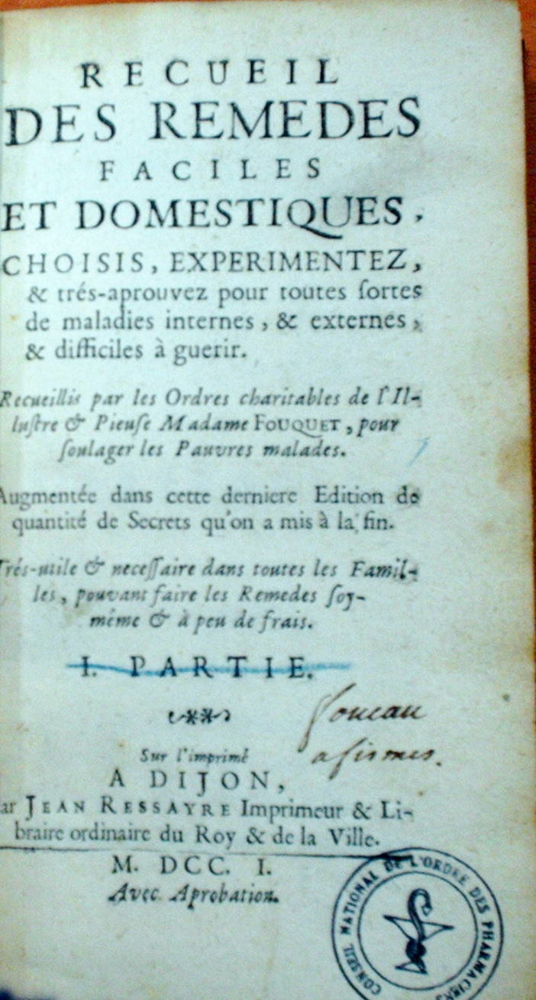 RECUEIL
DES REMEDES
FACILES
ET DOMESTIQUES,
CHOISIS, EXPERIMENTEZ,
& trés-aprouvez pour toutes ſortes
de maladies internes, & externes,
& difficiles à guerir.
Recueillis par les Ordres charitables de l'Il-
luſtre & Pieuſe Madame FOUQUET, pour
ſoulager les Pauvres malades.
Augmentée dans cette derniere Edition de
quantité de Secrets qu'on a mis à la fin.
Trés-utile & neceſſaire dans toutes les Famil-
les, pouvant faire les Remedes ſoy-
même & à peu de frais.
I. PARTIE.
Sur l'imprimé
A DIJON,
ar JEAN RESSAYRE Imprimeur & Li-
braire ordinaire du Roy & de la Ville.
M. DCC. I.
Avec Aprobation.
CONSEIL NATIONAL DE L'ORDRE DES PHARMACIENS